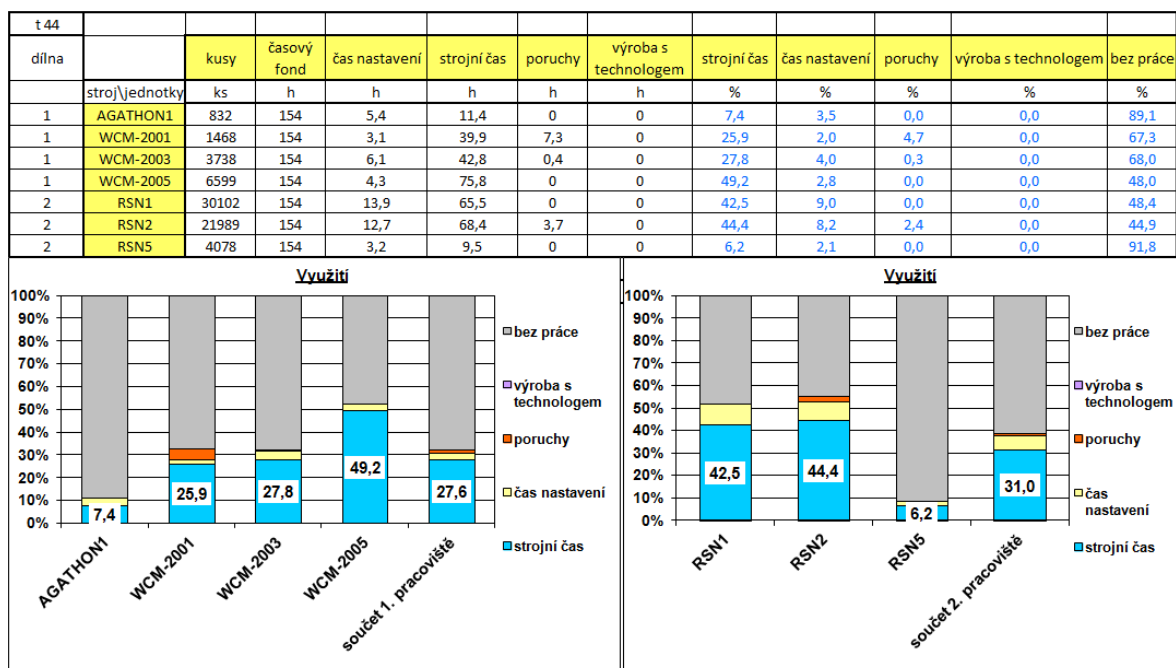 t 44
dílna kusy časový fond čas nastavení strojní čas poruchy výroba s technologem strojní čas čas nastavení poruchy výroba s technologem bez práce
stroj\jednotky ks h h h h h % % % % %
1 AGATHON1 832 154 5,4 11,4 0 0 7,4 3,5 0,0 0,0 89,1
1 WCM-2001 1468 154 3,1 39,9 7,3 0 25,9 2,0 4,7 0,0 67,3
1 WCM-2003 3738 154 6,1 42,8 0,4 0 27,8 4,0 0,3 0,0 68,0
1 WCM-2005 6599 154 4,3 75,8 0 0 49,2 2,8 0,0 0,0 48,0
2 RSN1 30102 154 13,9 65,5 0 0 42,5 9,0 0,0 0,0 48,4
2 RSN2 21989 154 12,7 68,4 3,7 0 44,4 8,2 2,4 0,0 44,9
2 RSN5 4078 154 3,2 9,5 0 0 6,2 2,1 0,0 0,0 91,8
Využití
100%
90%
80%
70%
60%
50%
40%
30%
20%
10%
0%
7,4
25,9
27,8
49,2
27,6
AGATHON1
WCM-2001
WCM-2003
WCM-2005
součet 1. pracoviště
bez práce
výroba s
technologem
poruchy
čas nastavení
strojní čas
Využití
100%
90%
80%
70%
60%
50%
40%
30%
20%
10%
0%
42,5
44,4
6,2
31,0
RSN1
RSN2
RSN5
součet 2. pracoviště
bez práce
výroba s
technologem
poruchy
čas
nastavení
strojní čas